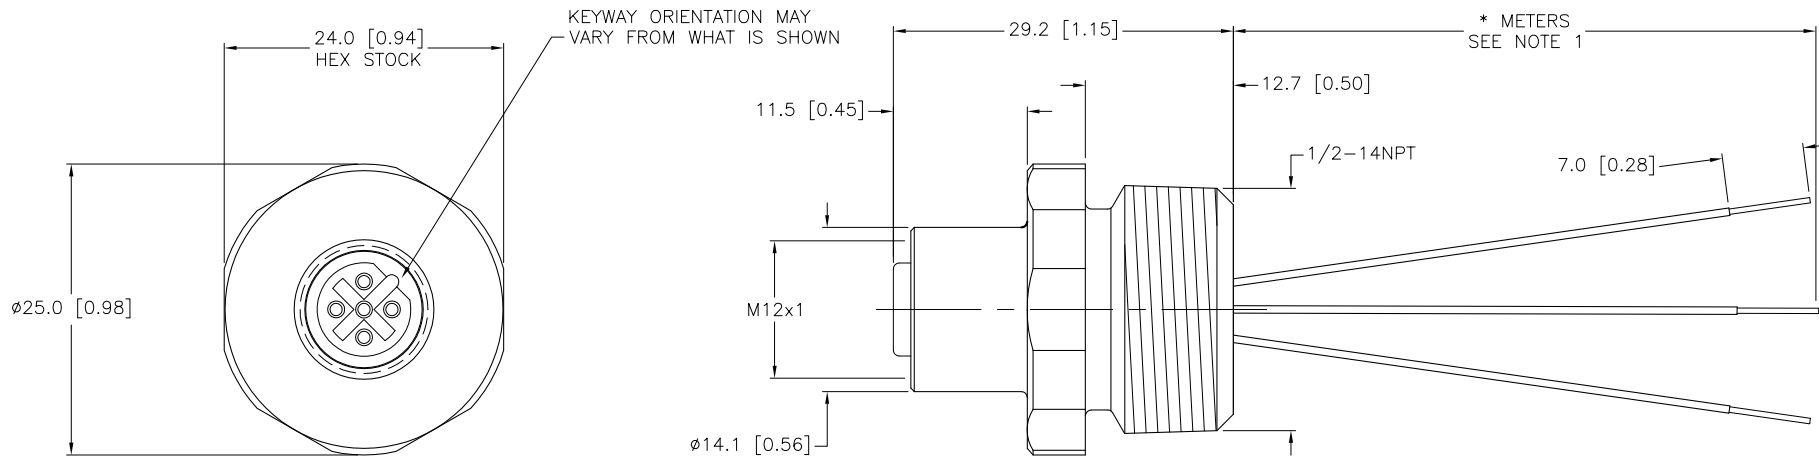 KEYWAY ORIENTATION MAY
VARY FROM WHAT IS SHOWN
24.0 [0.94]
HEX STOCK
ø25.0 [0.98]
29.2 [1.15]
* METERS
SEE NOTE 1
12.7 [0.50]
11.5 [0.45]
1/2-14NPT
7.0 [0.28]
M12x1
ø14.1 [0.56]